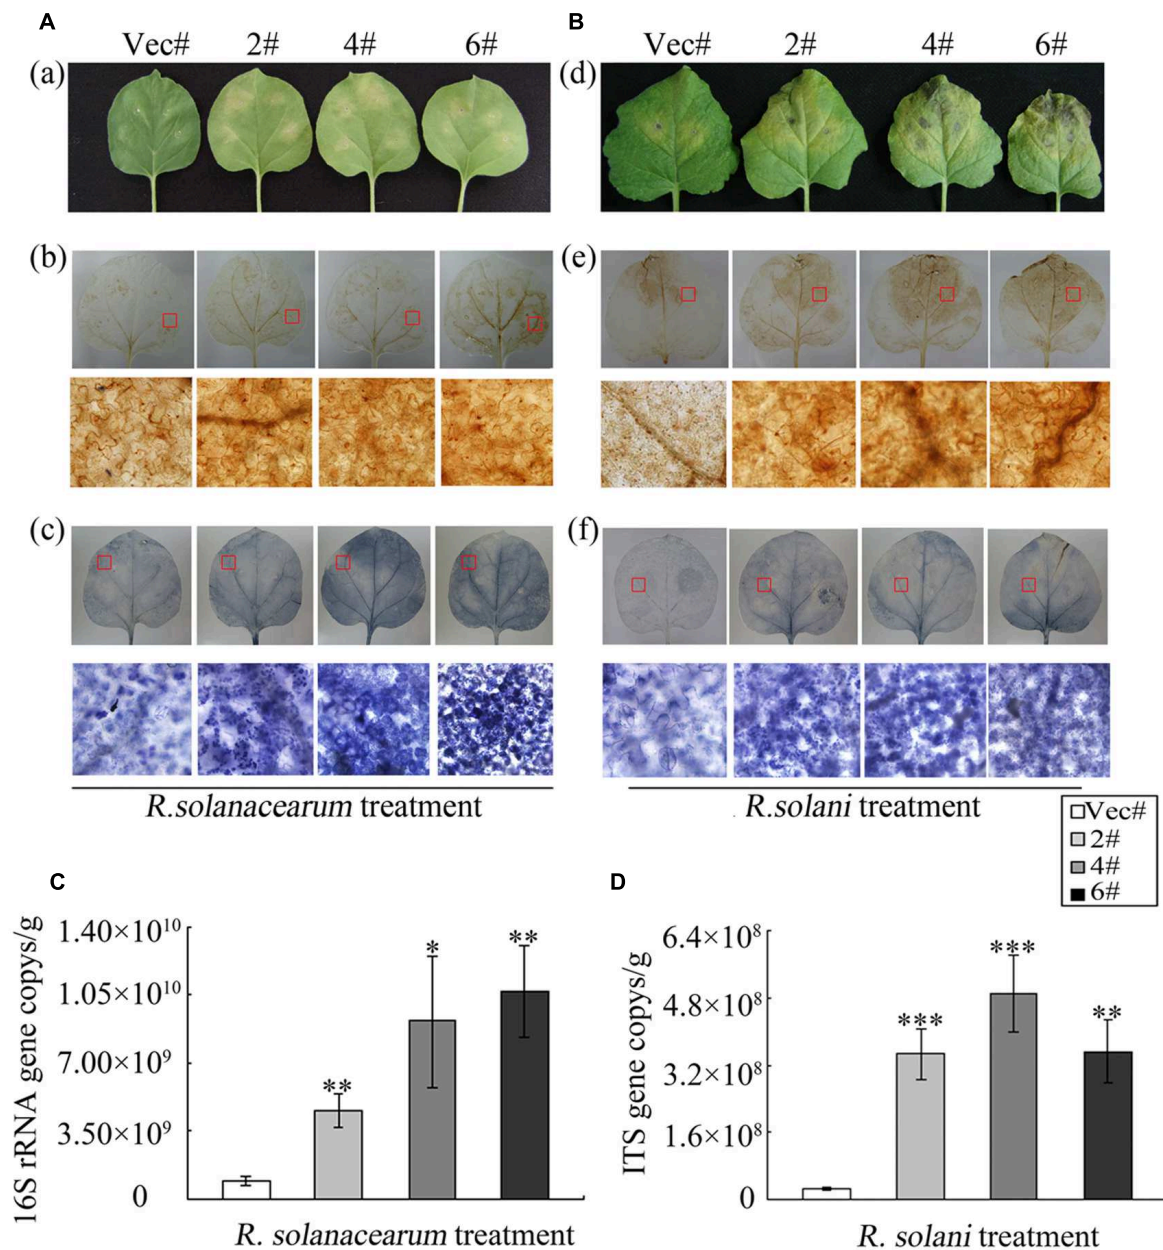 A
B
Vec# 2# 4# 6#
Vec# 2# 4# 6#
(a)
(d)
(b)
(e)
(c)
(f)
R.solanacearum treatment
R.solani treatment
Vec#
2#
4#
6#
C
D
16S rRNA gene copys/g
1.40×10¹⁰
1.05×10¹⁰
7.00×10⁹
3.50×10⁹
0
**
*
**
R. solanacearum treatment
ITS gene copys/g
6.4×10⁸
4.8×10⁸
3.2×10⁸
1.6×10⁸
0
***
***
**
R. solani treatment